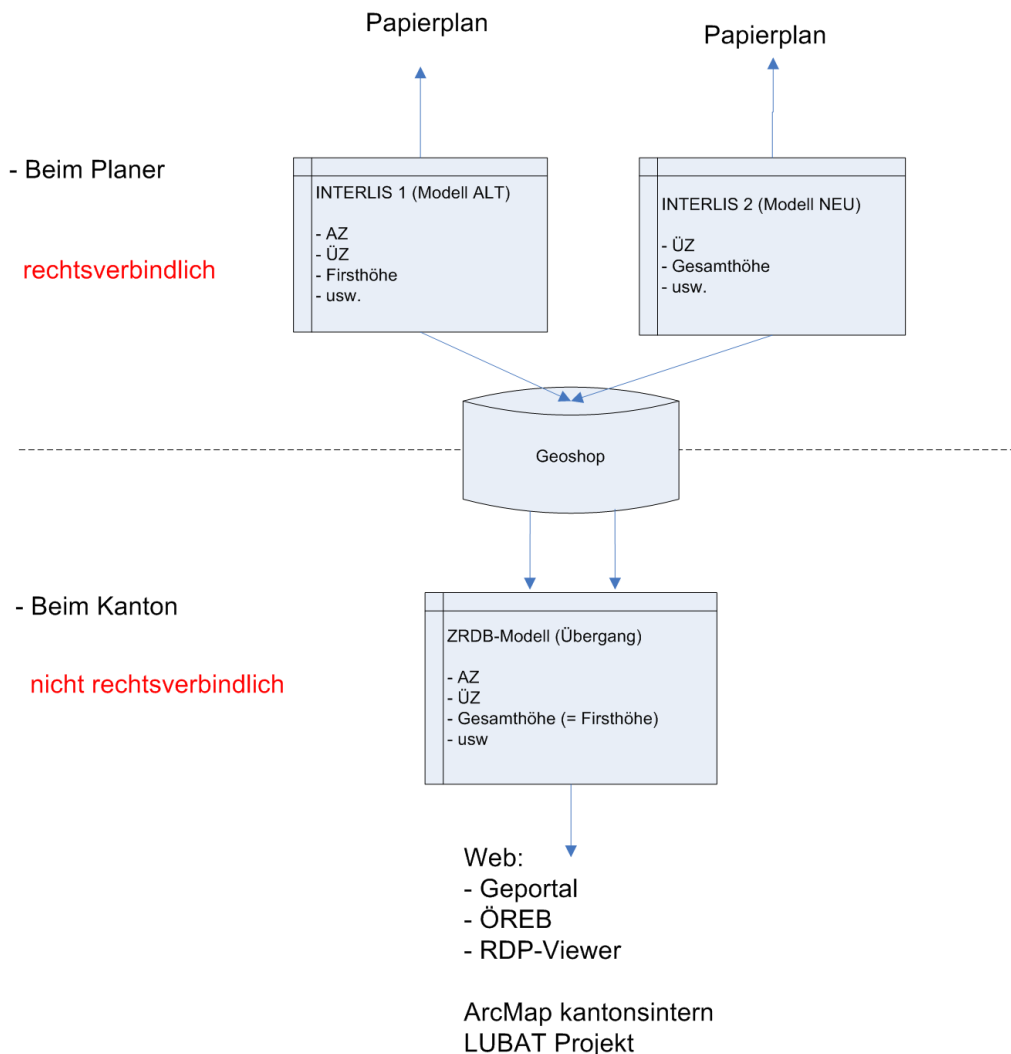 Papierplan
Papierplan
- Beim Planer
rechtsverbindlich
INTERLIS 1 (Modell ALT)
- AZ
- ÜZ
- Firsthöhe
- usw.
INTERLIS 2 (Modell NEU)
- ÜZ
- Gesamthöhe
- usw.
Geoshop
- Beim Kanton
nicht rechtsverbindlich
ZRDB-Modell (Übergang)
- AZ
- ÜZ
- Gesamthöhe (= Firsthöhe)
- usw
Web:
- Geportal
- ÖREB
- RDP-Viewer
ArcMap kantonsintern
LUBAT Projekt